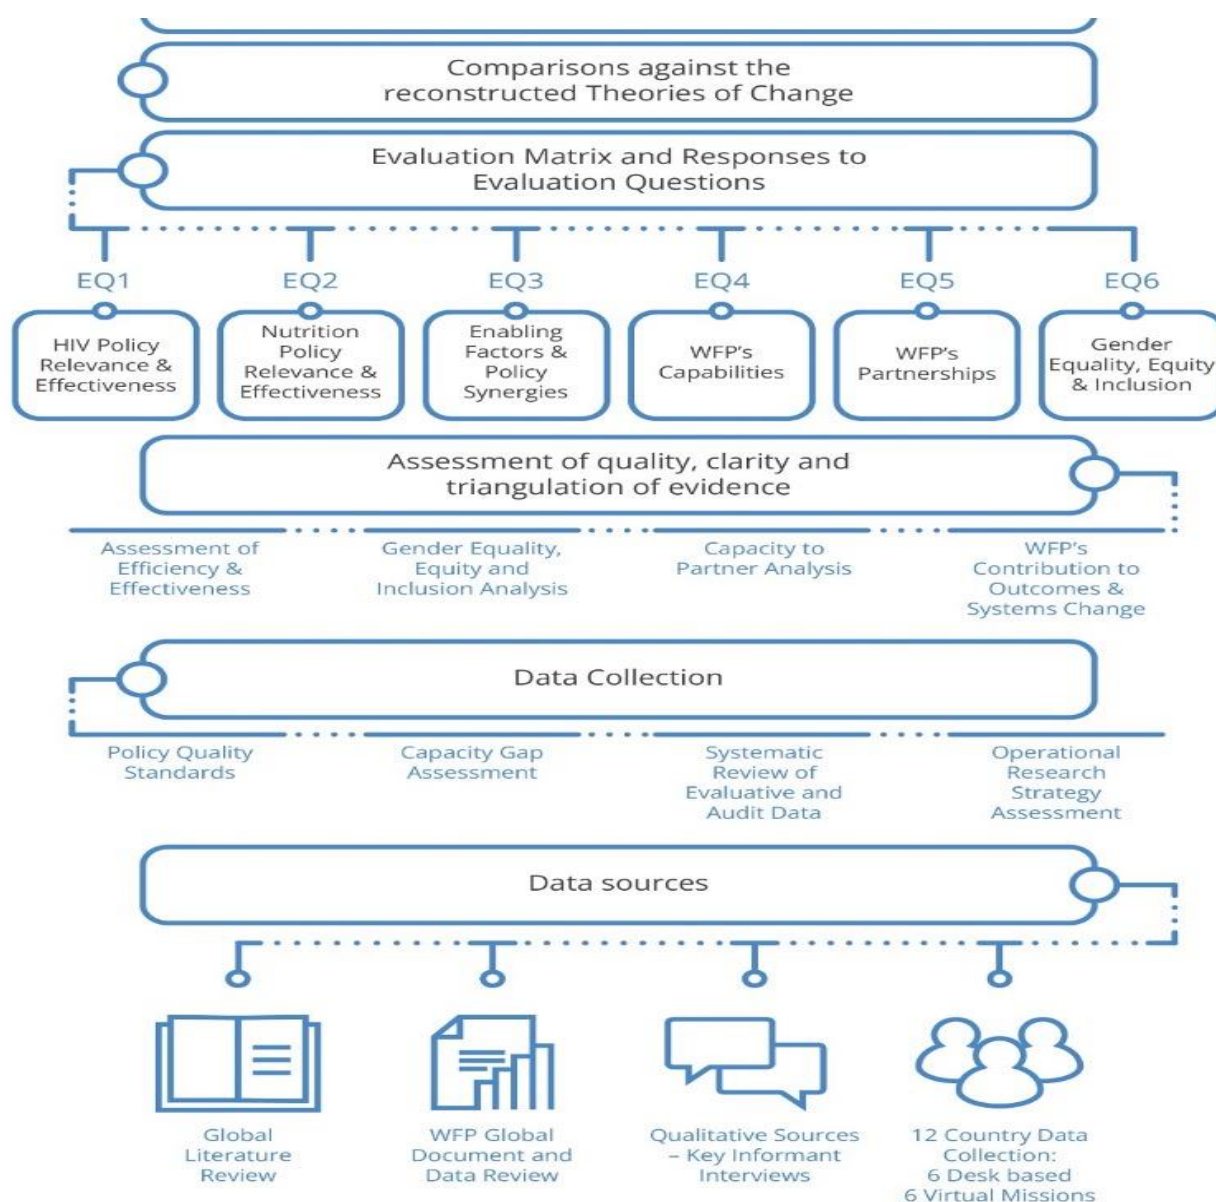 Comparisons against the
reconstructed Theories of Change
Evaluation Matrix and Responses to
Evaluation Questions
EQ1
EQ2
EQ3
EQ4
EQ5
EQ6
HIV Policy
Relevance &
Effectiveness
Nutrition
Policy
Relevance &
Effectiveness
Enabling
Factors &
Policy
Synergies
WFP's
Capabilities
WFP's
Partnerships
Gender
Equality, Equity
& Inclusion
Assessment of quality, clarity and
triangulation of evidence
Assessment of
Efficiency &
Effectiveness
Gender Equality,
Equity and
Inclusion Analysis
Capacity to
Partner Analysis
WFP's
Contribution to
Outcomes &
Systems Change
Data Collection
Policy Quality
Standards
Capacity Gap
Assessment
Systematic
Review of
Evaluative and
Audit Data
Operational
Research
Strategy
Assessment
Data sources
Global
Literature
Review
WFP Global
Document and
Data Review
Qualitative Sources
– Key Informant
Interviews
12 Country Data
Collection:
6 Desk based
6 Virtual Missions